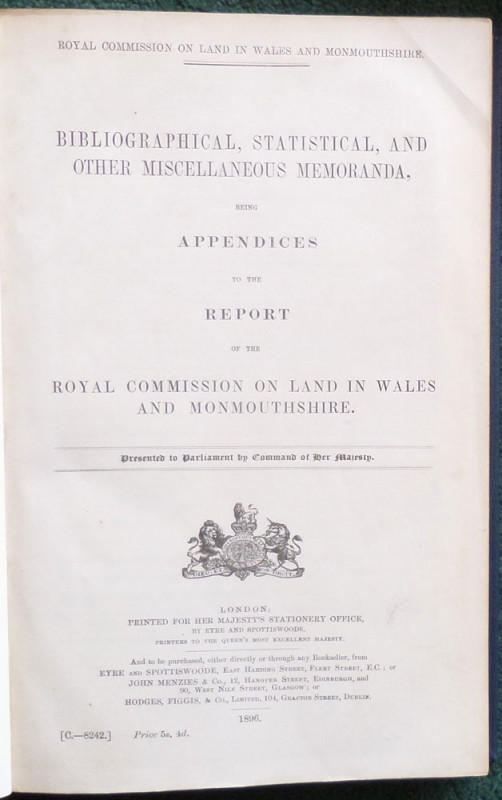 ROYAL COMMISSION ON LAND IN WALES AND MONMOUTHSHIRE.
BIBLIOGRAPHICAL, STATISTICAL, AND
OTHER MISCELLANEOUS MEMORANDA,
BEING
APPENDICES
TO THE
REPORT
OF THE
ROYAL COMMISSION ON LAND IN WALES
AND MONMOUTHSHIRE.
Presented to Parliament by Command of Her Majesty.
LONDON:
PRINTED FOR HER MAJESTY'S STATIONERY OFFICE,
BY EYRE AND SPOTTISWOODE,
PRINTERS TO THE QUEEN'S MOST EXCELLENT MAJESTY.
And to be purchased, either directly or through any Bookseller, from
EYRE AND SPOTTISWOODE, EAST HARDING STREET, FLEET STREET, E.C.; or
JOHN MENZIES & Co., 12, HANOVER STREET, EDINBURGH, and
90, WEST NILE STREET, GLASGOW; or
HODGES, FIGGIS, & Co., LIMITED, 104, GRAFTON STREET, DUBLIN.
1896.
[C.—8242.] Price 5s. 4d.